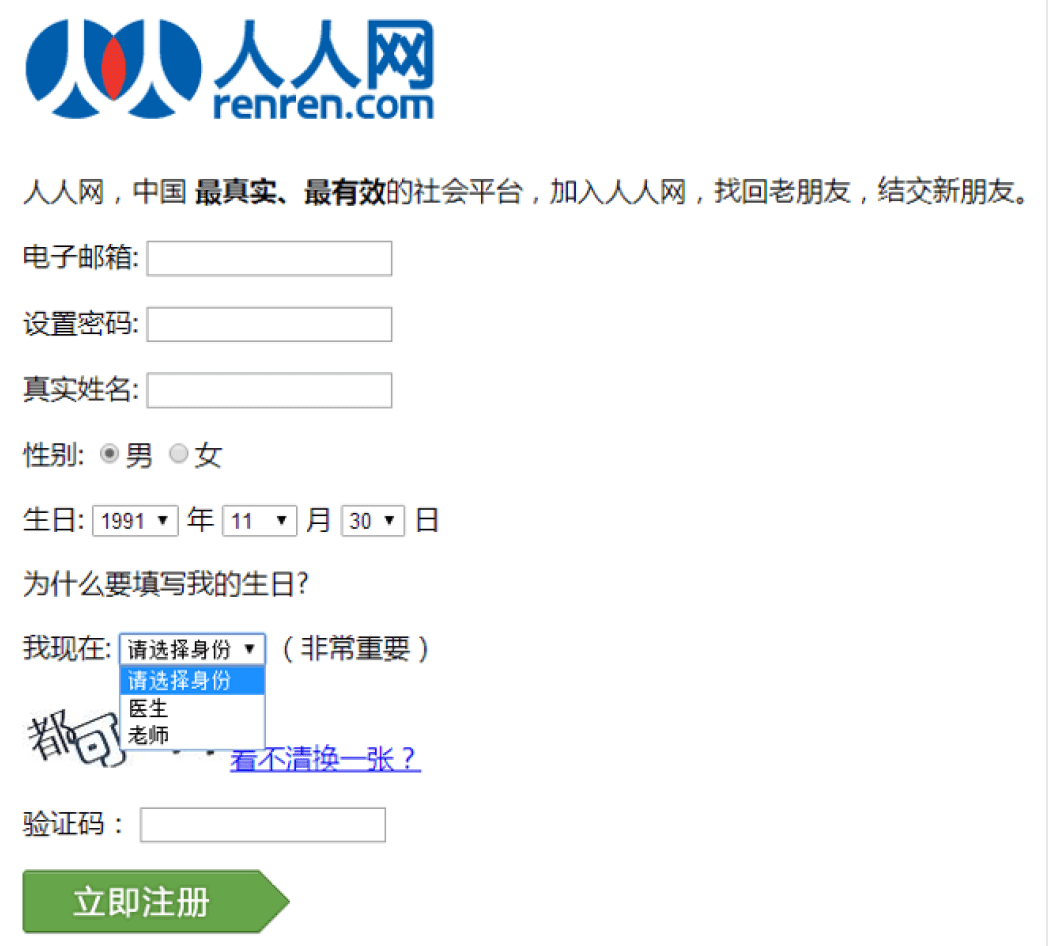 人人网
renren.com
人人网，中国 最真实、最有效的社会平台，加入人人网，找回老朋友，结交新朋友。
电子邮箱:
设置密码:
真实姓名:
性别: 男 女
生日: 1991 年 11 月 30 日
为什么要填写我的生日?
我现在: 请选择身份 （非常重要）
请选择身份
医生
老师
都可
看不清换一张？
验证码：
立即注册